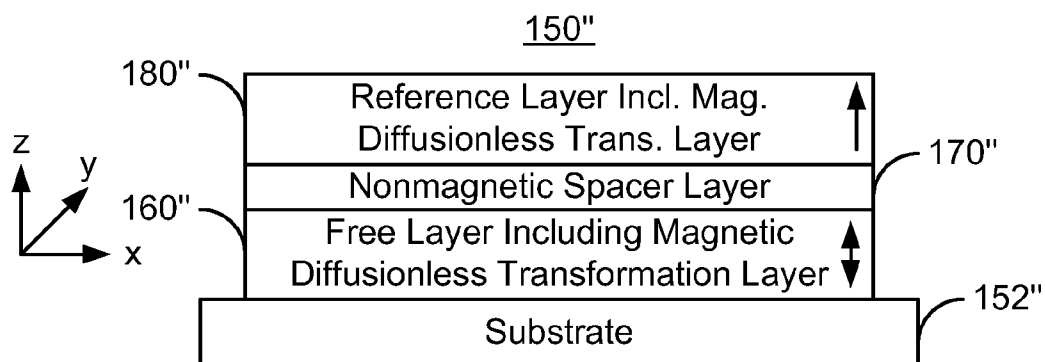 150"
180"
Reference Layer Incl. Mag.
Diffusionless Trans. Layer
z
y
x
170"
Nonmagnetic Spacer Layer
160"
Free Layer Including Magnetic
Diffusionless Transformation Layer
152"
Substrate